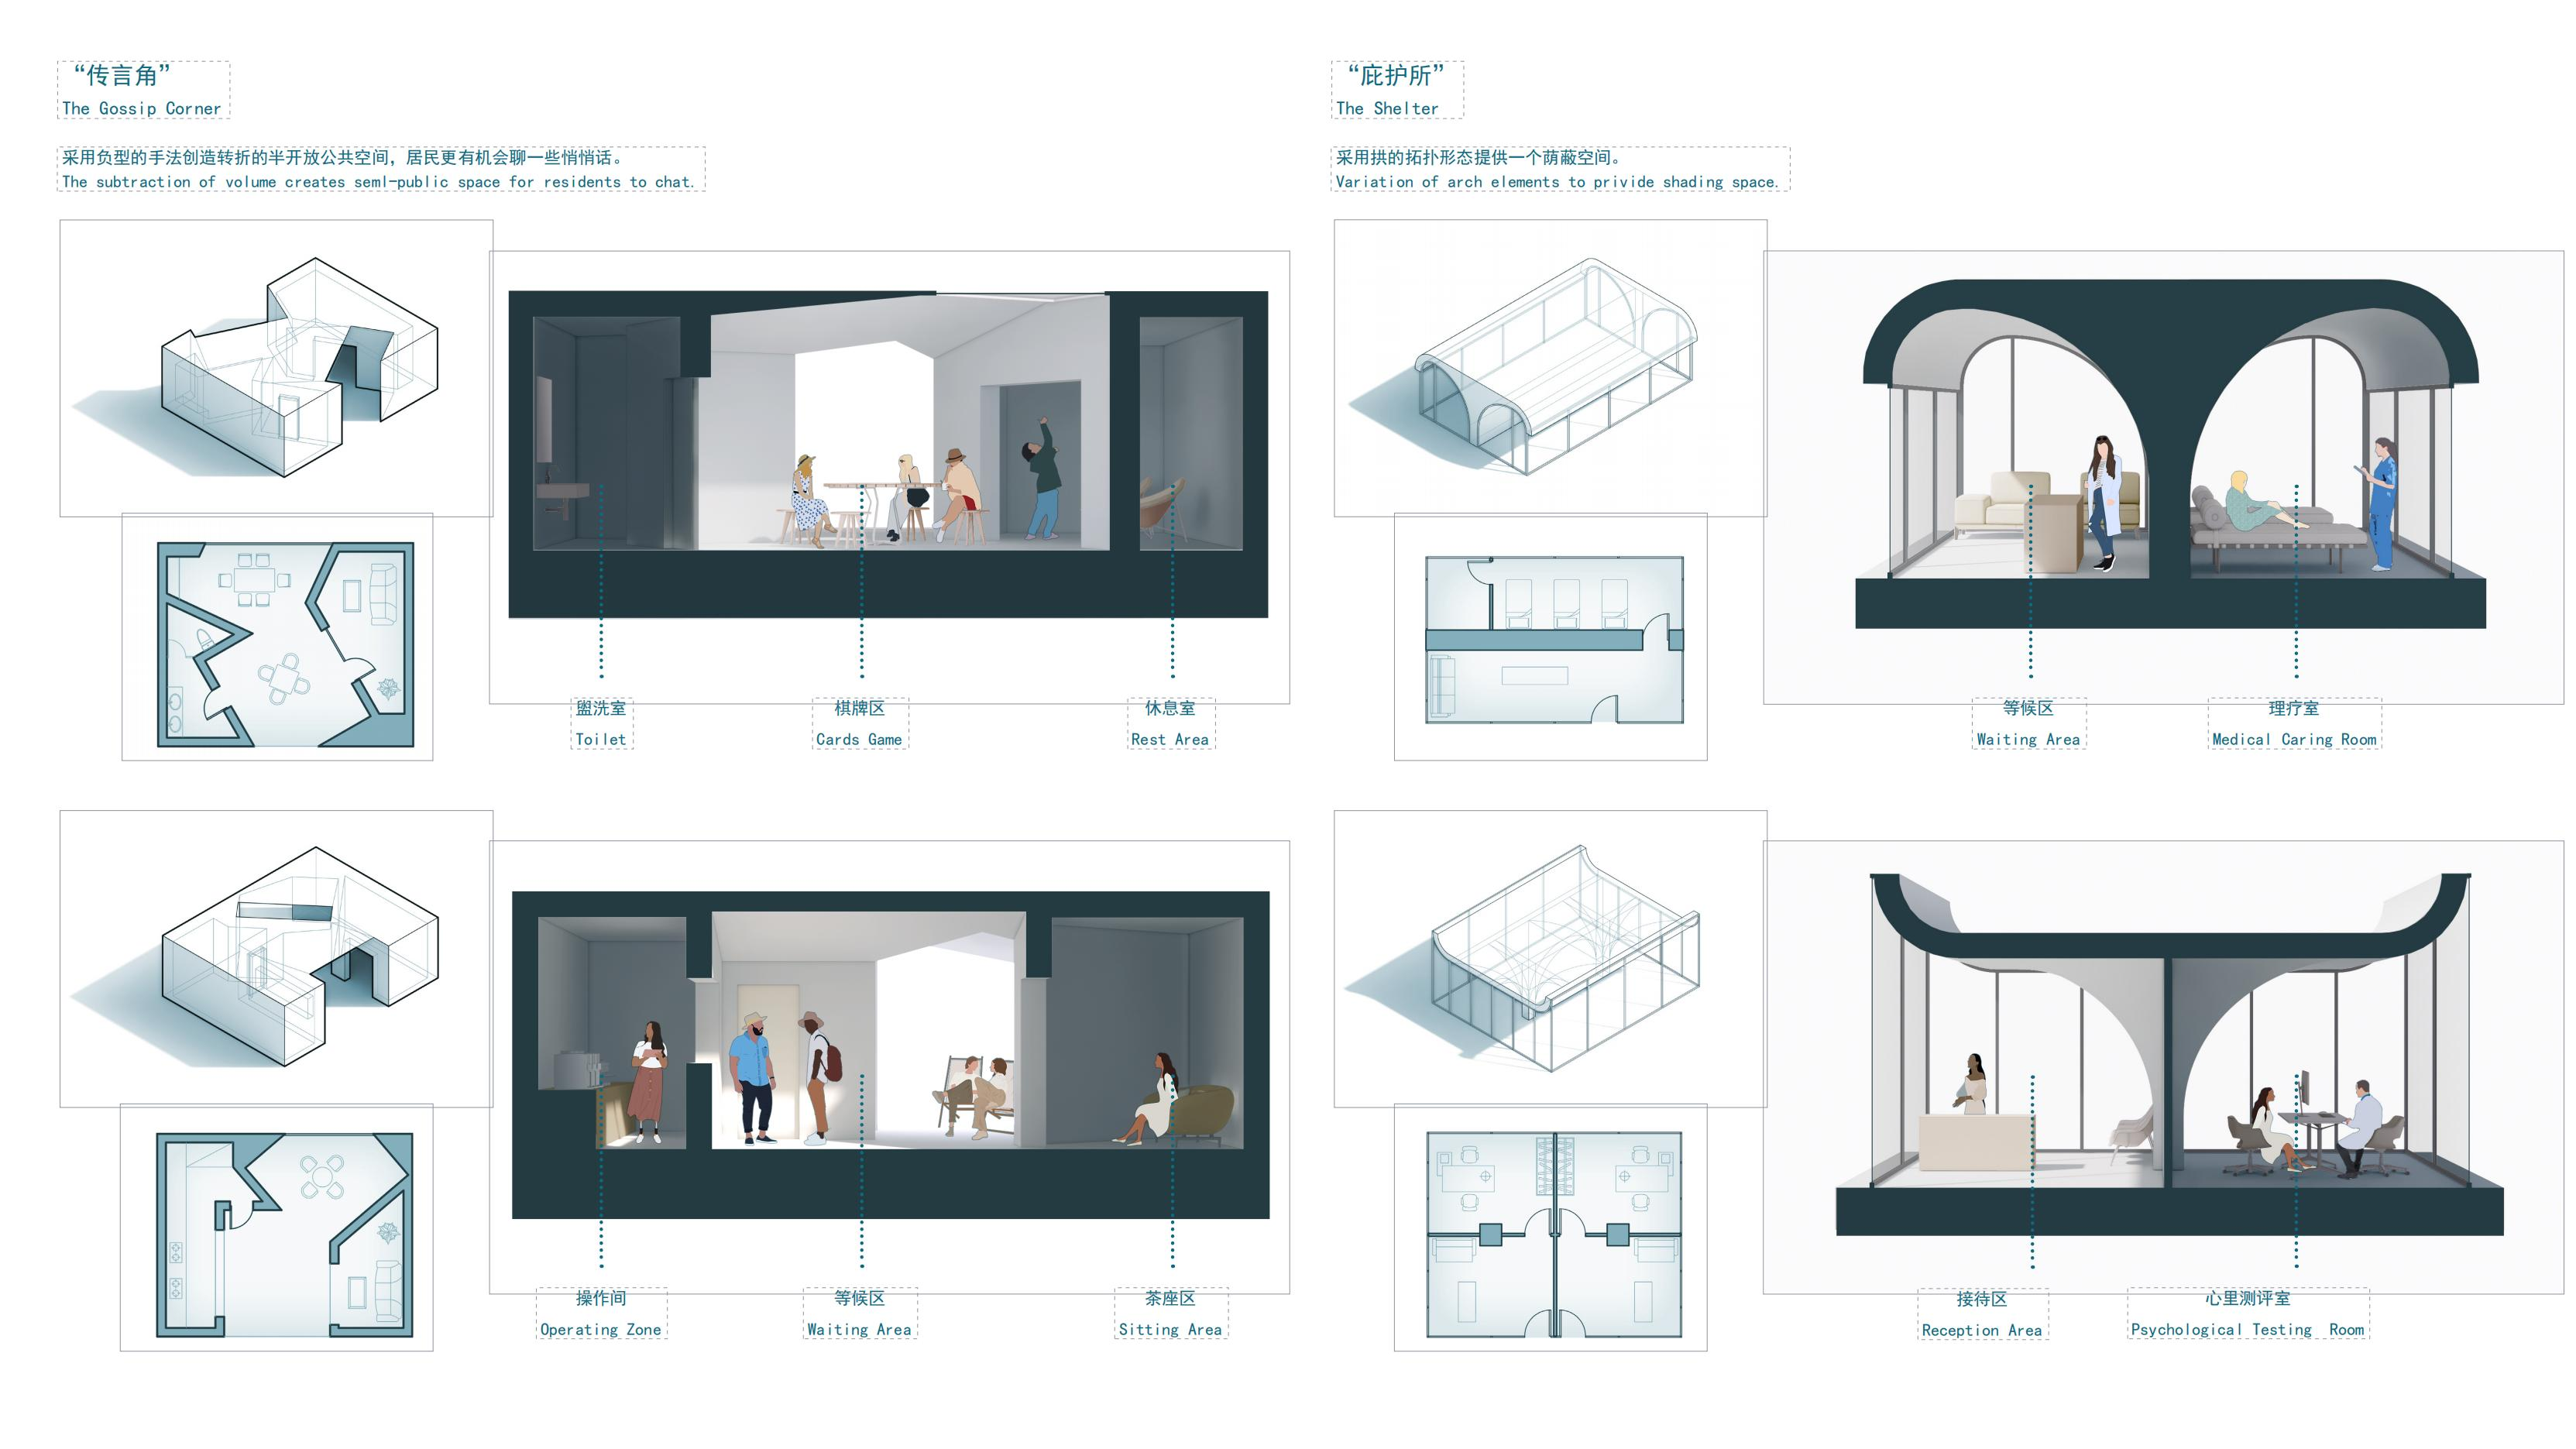 “传言角”
The Gossip Corner
采用负型的手法创造转折的半开放公共空间，居民更有机会聊一些悄悄话。
The subtraction of volume creates seml-public space for residents to chat.
盥洗室
Toilet
棋牌区
Cards Game
休息室
Rest Area
操作间
Operating Zone
等候区
Waiting Area
茶座区
Sitting Area
“庇护所”
The Shelter
采用拱的拓扑形态提供一个荫蔽空间。
Variation of arch elements to privide shading space.
等候区
Waiting Area
理疗室
Medical Caring Room
接待区
Reception Area
心里测评室
Psychological Testing Room